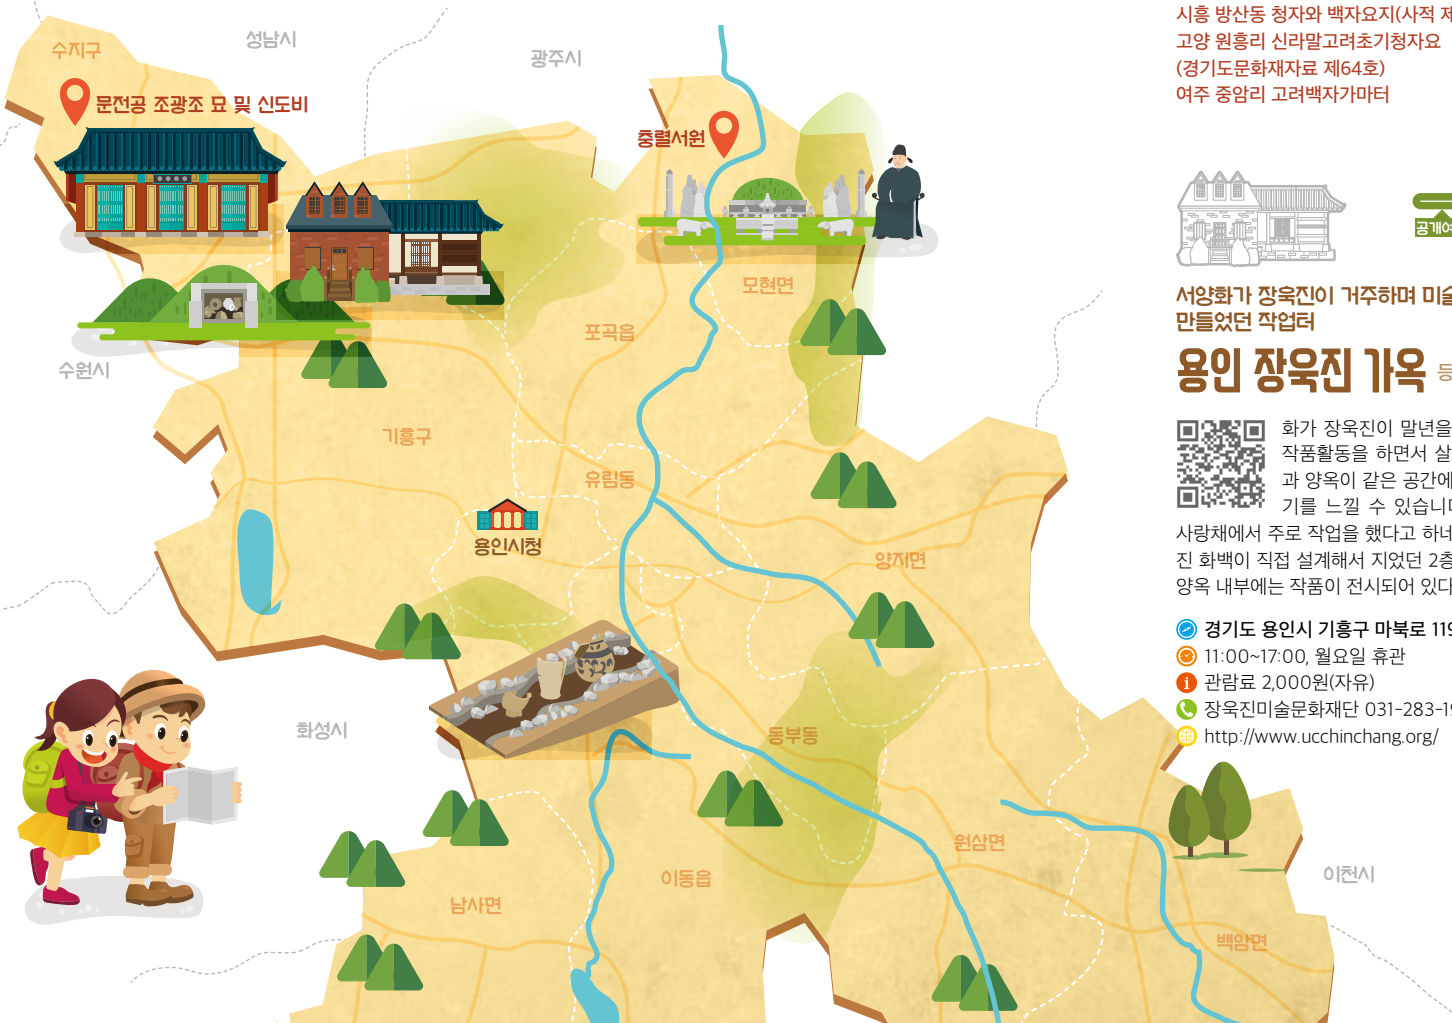 수지구
성남시
광주시
문전공 조광조 묘 및 신도비
충렬서원
모현면
포곡읍
수원시
기흥구
유림동
용인시청
양지면
화성시
동부동
원삼면
이동읍
남사면
이천시
백암면
시흥 방산동 청자와 백자요지(사적 제
고양 원흥리 신라말고려초기청자요
(경기도문화재자료 제64호)
여주 중암리 고려백자가마터
공개여
서양화가 장욱진이 거주하며 미술
만들었던 작업터
용인 장욱진 가옥 등
화가 장욱진이 말년을
작품활동을 하면서 살
과 양옥이 같은 공간에
기를 느낄 수 있습니다
사랑채에서 주로 작업을 했다고 하네
진 화백이 직접 설계해서 지었던 2층
양옥 내부에는 작품이 전시되어 있다
경기도 용인시 기흥구 마북로 119
11:00~17:00, 월요일 휴관
관람료 2,000원(자유)
장욱진미술문화재단 031-283-19
http://www.ucchinchang.org/